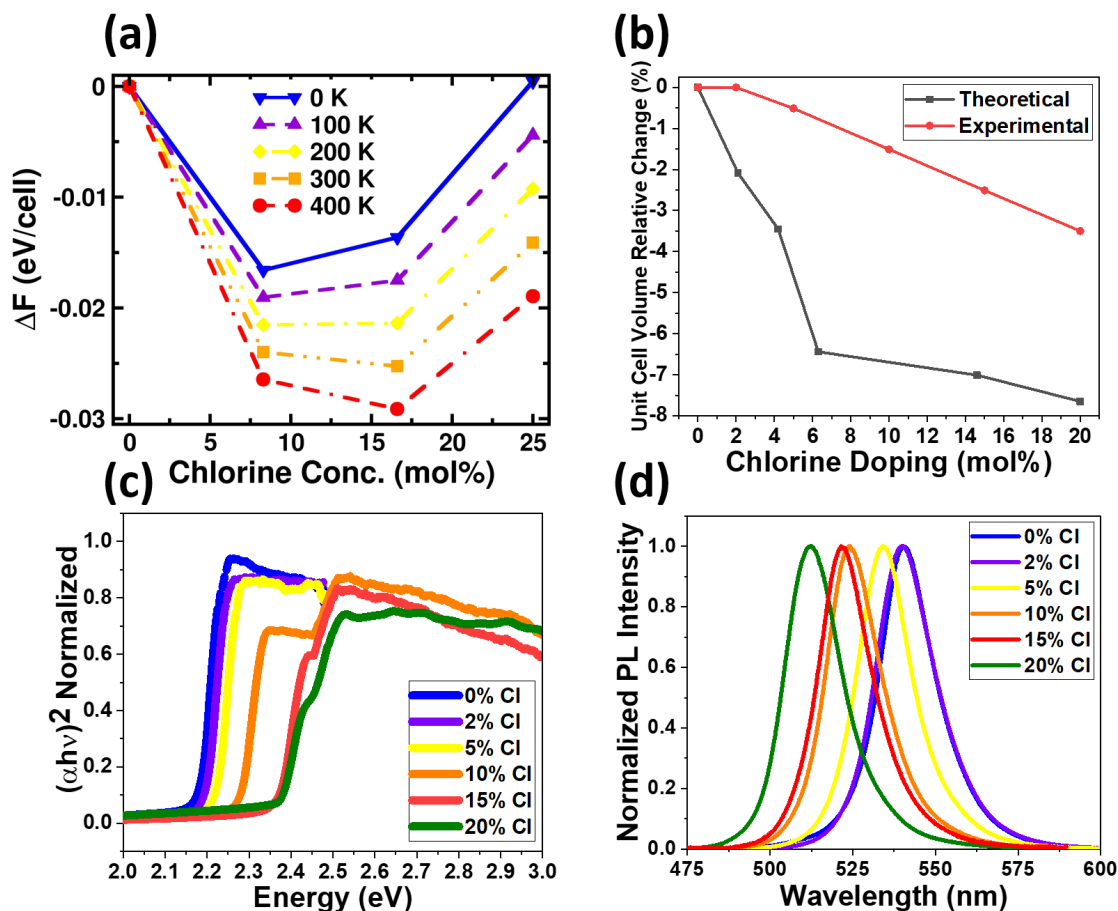 (a)
ΔF (eV/cell)
0
-0.01
-0.02
-0.03
0 K
100 K
200 K
300 K
400 K
0 5 10 15 20 25
Chlorine Conc. (mol%)
(b)
Unit Cell Volume Relative Change (%)
0
-1
-2
-3
-4
-5
-6
-7
-8
Theoretical
Experimental
0 2 4 6 8 10 12 14 16 18 20
Chlorine Doping (mol%)
(c)
(αhν)² Normalized
1.0
0.8
0.6
0.4
0.2
0.0
0% Cl
2% Cl
5% Cl
10% Cl
15% Cl
20% Cl
2.0 2.1 2.2 2.3 2.4 2.5 2.6 2.7 2.8 2.9 3.0
Energy (eV)
(d)
Normalized PL Intensity
1.0
0.8
0.6
0.4
0.2
0.0
0% Cl
2% Cl
5% Cl
10% Cl
15% Cl
20% Cl
475 500 525 550 575 600
Wavelength (nm)